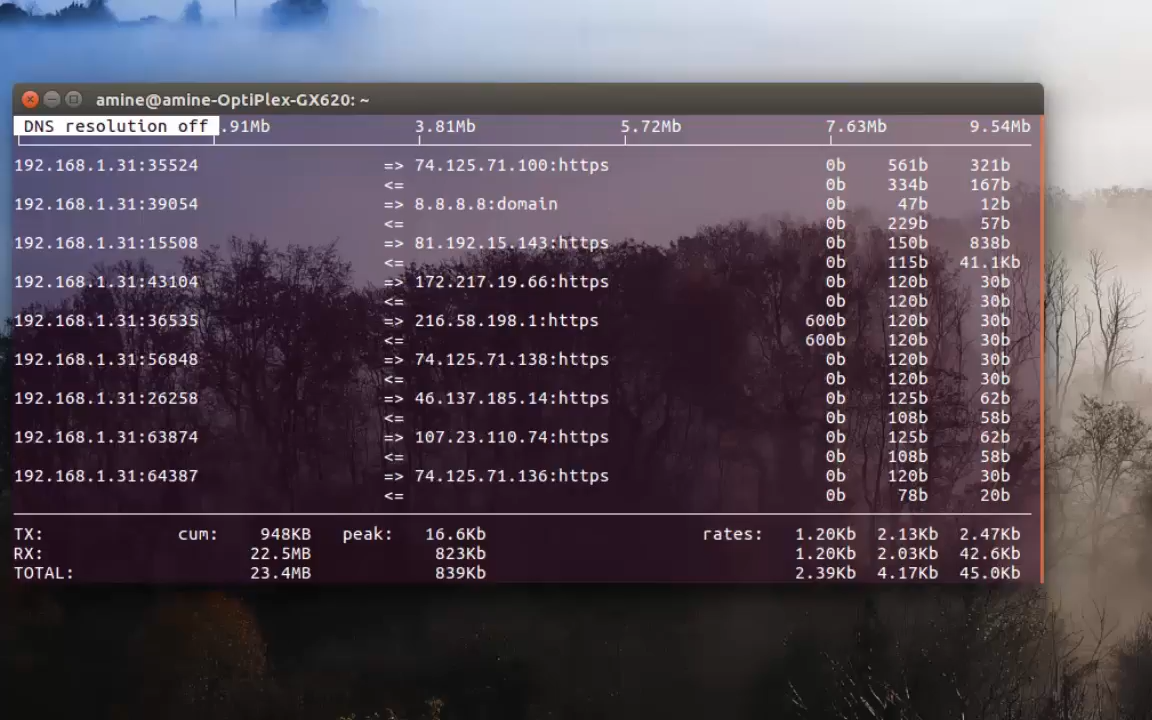 amine@amine-OptiPlex-GX620: ~
DNS resolution off .91Mb 3.81Mb 5.72Mb 7.63Mb 9.54Mb
192.168.1.31:35524 => 74.125.71.100:https 0b 561b 321b
<= 0b 334b 167b
192.168.1.31:39054 => 8.8.8.8:domain 0b 47b 12b
<= 0b 229b 57b
192.168.1.31:15508 => 81.192.15.143:https 0b 150b 838b
<= 0b 115b 41.1Kb
192.168.1.31:43104 => 172.217.19.66:https 0b 120b 30b
<= 0b 120b 30b
192.168.1.31:36535 => 216.58.198.1:https 600b 120b 30b
<= 600b 120b 30b
192.168.1.31:56848 => 74.125.71.138:https 0b 120b 30b
<= 0b 120b 30b
192.168.1.31:26258 => 46.137.185.14:https 0b 125b 62b
<= 0b 108b 58b
192.168.1.31:63874 => 107.23.110.74:https 0b 125b 62b
<= 0b 108b 58b
192.168.1.31:64387 => 74.125.71.136:https 0b 120b 30b
<= 0b 78b 20b
TX: cum: 948KB peak: 16.6Kb rates: 1.20Kb 2.13Kb 2.47Kb
RX: 22.5MB 823Kb 1.20Kb 2.03Kb 42.6Kb
TOTAL: 23.4MB 839Kb 2.39Kb 4.17Kb 45.0Kb